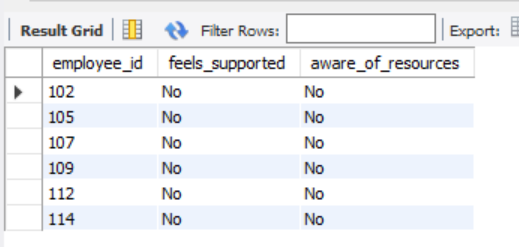 Result Grid Filter Rows: Export:
employee_id feels_supported aware_of_resources
102 No No
105 No No
107 No No
109 No No
112 No No
114 No No